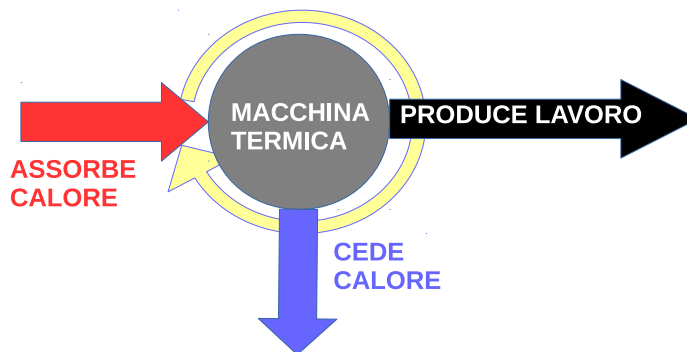 MACCHINA
TERMICA
PRODUCE LAVORO
ASSORBE
CALORE
CEDE
CALORE